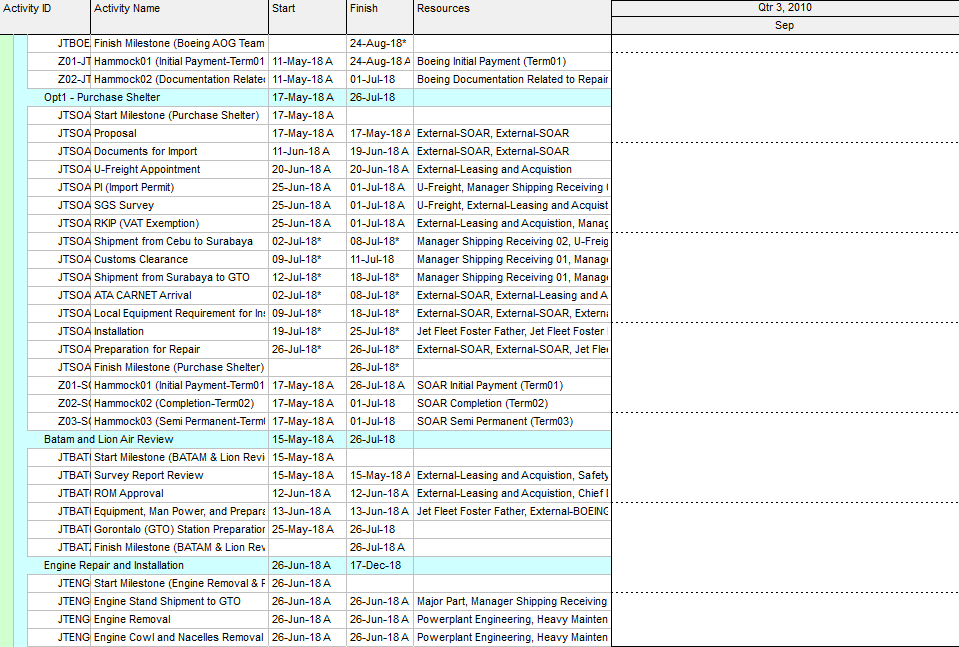 Activity ID Activity Name Start Finish Resources Qtr 3, 2010
Sep
JTBOE Finish Milestone (Boeing AOG Team 24-Aug-18*
Z01-JT Hammock01 (Initial Payment-Term01 11-May-18 A 24-Aug-18 A Boeing Initial Payment (Term01)
Z02-JT Hammock02 (Documentation Relate 11-May-18 A 01-Jul-18 Boeing Documentation Related to Repair
Opt1 - Purchase Shelter 17-May-18 A 26-Jul-18
JTSOA Start Milestone (Purchase Shelter) 17-May-18 A
JTSOA Proposal 17-May-18 A 17-May-18 A External-SOAR, External-SOAR
JTSOA Documents for Import 11-Jun-18 A 19-Jun-18 A External-SOAR, External-SOAR
JTSOA U-Freight Appointment 20-Jun-18 A 20-Jun-18 A External-Leasing and Acquistion
JTSOA PI (Import Permit) 25-Jun-18 A 01-Jul-18 A U-Freight, Manager Shipping Receiving
JTSOA SGS Survey 25-Jun-18 A 01-Jul-18 A U-Freight, External-Leasing and Acquist
JTSOA RKIP (VAT Exemption) 25-Jun-18 A 01-Jul-18 A External-Leasing and Acquistion, Manag
JTSOA Shipment from Cebu to Surabaya 02-Jul-18* 08-Jul-18* Manager Shipping Receiving 02, U-Freig
JTSOA Customs Clearance 09-Jul-18* 11-Jul-18 Manager Shipping Receiving 01, Manage
JTSOA Shipment from Surabaya to GTO 12-Jul-18* 18-Jul-18* Manager Shipping Receiving 01, Manage
JTSOA ATA CARNET Arrival 02-Jul-18* 08-Jul-18* External-SOAR, External-Leasing and A
JTSOA Local Equipment Requirement for Ins 09-Jul-18* 18-Jul-18* External-SOAR, External-SOAR, Externa
JTSOA Installation 19-Jul-18* 25-Jul-18* Jet Fleet Foster Father, Jet Fleet Foster
JTSOA Preparation for Repair 26-Jul-18* 26-Jul-18* External-SOAR, External-SOAR, Jet Flee
JTSOA Finish Milestone (Purchase Shelter) 26-Jul-18*
Z01-SO Hammock01 (Initial Payment-Term01 17-May-18 A 26-Jul-18 A SOAR Initial Payment (Term01)
Z02-SO Hammock02 (Completion-Term02) 17-May-18 A 01-Jul-18 SOAR Completion (Term02)
Z03-SO Hammock03 (Semi Permanent-Term 17-May-18 A 01-Jul-18 SOAR Semi Permanent (Term03)
Batam and Lion Air Review 15-May-18 A 26-Jul-18
JTBAT Start Milestone (BATAM & Lion Revi 15-May-18 A
JTBAT Survey Report Review 15-May-18 A 15-May-18 A External-Leasing and Acquistion, Safety
JTBAT ROM Approval 12-Jun-18 A 12-Jun-18 A External-Leasing and Acquistion, Chief
JTBAT Equipment, Man Power, and Prepara 13-Jun-18 A 13-Jun-18 A Jet Fleet Foster Father, External-BOEING
JTBAT Gorontalo (GTO) Station Preparation 25-May-18 A 26-Jul-18
JTBAT Finish Milestone (BATAM & Lion Rev 26-Jul-18 A
Engine Repair and Installation 26-Jun-18 A 17-Dec-18
JTENG Start Milestone (Engine Removal & F 26-Jun-18 A
JTENG Engine Stand Shipment to GTO 26-Jun-18 A 26-Jun-18 A Major Part, Manager Shipping Receiving
JTENG Engine Removal 26-Jun-18 A 26-Jun-18 A Powerplant Engineering, Heavy Mainten
JTENG Engine Cowl and Nacelles Removal 26-Jun-18 A 26-Jun-18 A Powerplant Engineering, Heavy Mainten